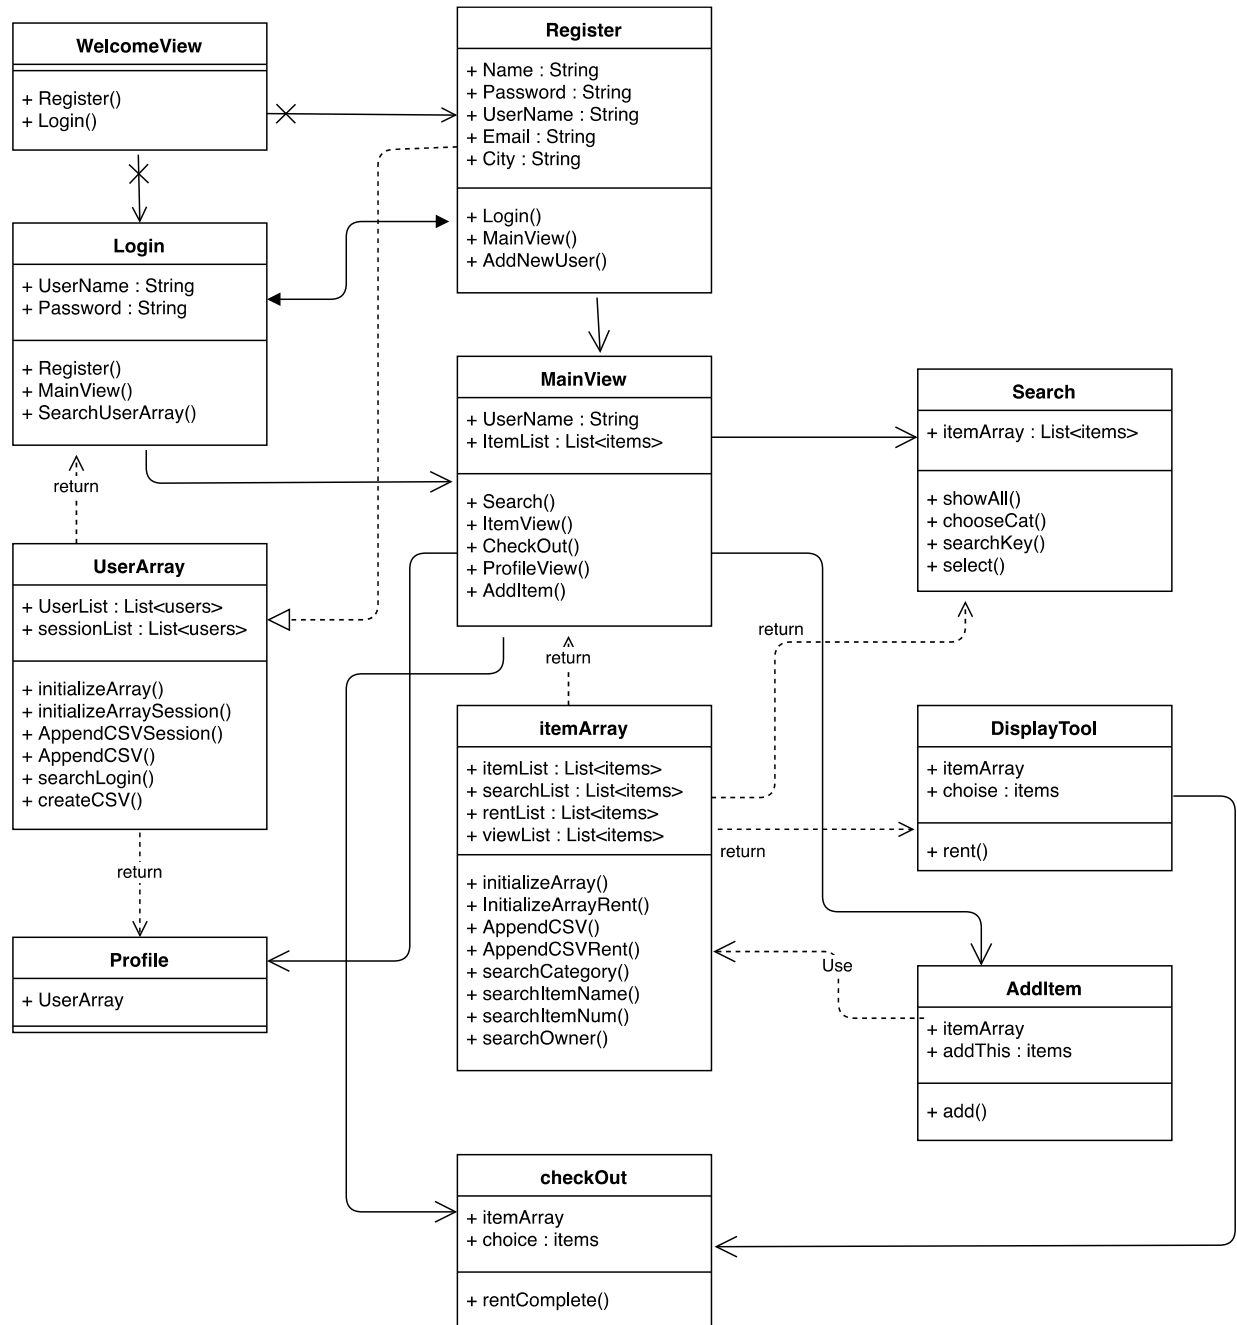 WelcomeView
+ Register()
+ Login()
Register
+ Name : String
+ Password : String
+ UserName : String
+ Email : String
+ City : String
+ Login()
+ MainView()
+ AddNewUser()
Login
+ UserName : String
+ Password : String
+ Register()
+ MainView()
+ SearchUserArray()
MainView
+ UserName : String
+ ItemList : List<items>
+ Search()
+ ItemView()
+ CheckOut()
+ ProfileView()
+ AddItem()
Search
+ itemArray : List<items>
+ showAll()
+ chooseCat()
+ searchKey()
+ select()
return
UserArray
+ UserList : List<users>
+ sessionList : List<users>
+ initializeArray()
+ initializeArraySession()
+ AppendCSVSession()
+ AppendCSV()
+ searchLogin()
+ createCSV()
return
return
itemArray
+ itemList : List<items>
+ searchList : List<items>
+ rentList : List<items>
+ viewList : List<items>
+ initializeArray()
+ InitializeArrayRent()
+ AppendCSV()
+ AppendCSVRent()
+ searchCategory()
+ searchItemName()
+ searchItemNum()
+ searchOwner()
DisplayTool
+ itemArray
+ choise : items
+ rent()
return
return
Profile
+ UserArray
Use
AddItem
+ itemArray
+ addThis : items
+ add()
checkOut
+ itemArray
+ choice : items
+ rentComplete()